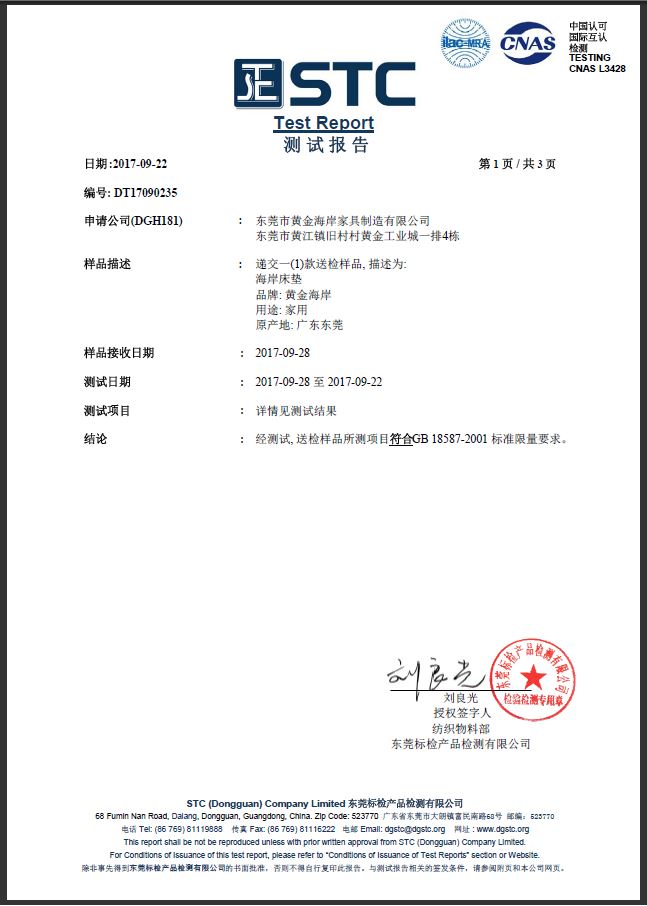 ilac-MRA
CNAS
中国认可
国际互认
检测
TESTING
CNAS L3428
STC
Test Report
测试报告
日期:2017-09-22
第 1 页 / 共 3 页
编号: DT17090235
申请公司(DGH181) : 东莞市黄金海岸家具制造有限公司
东莞市黄江镇旧村村黄金工业城一排4栋
样品描述 : 递交一(1)款送检样品, 描述为:
海岸床垫
品牌: 黄金海岸
用途: 家用
原产地: 广东东莞
样品接收日期 : 2017-09-28
测试日期 : 2017-09-28 至 2017-09-22
测试项目 : 详情见测试结果
结论 : 经测试, 送检样品所测项目符合GB 18587-2001 标准限量要求。
刘良光
东莞标检产品检测有限公司
检验检测专用章
刘良光
授权签字人
纺织物料部
东莞标检产品检测有限公司
STC (Dongguan) Company Limited 东莞标检产品检测有限公司
68 Fumin Nan Road, Dalang, Dongguan, Guangdong, China. Zip Code: 523770 广东省东莞市大朗镇富民南路68号 邮编: 523770
电话 Tel: (86 769) 81119888 传真 Fax: (86 769) 81116222 电邮 Email: dgstc@dgstc.org 网址 : www.dgstc.org
This report shall not be reproduced unless with prior written approval from STC (Dongguan) Company Limited.
For Conditions of Issuance of this test report, please refer to "Conditions of Issuance of Test Reports" section or Website.
除非事先得到东莞标检产品检测有限公司的书面批准，否则不得自行复印此报告，与测试报告相关的签发条件，请参阅附页和本公司网页。